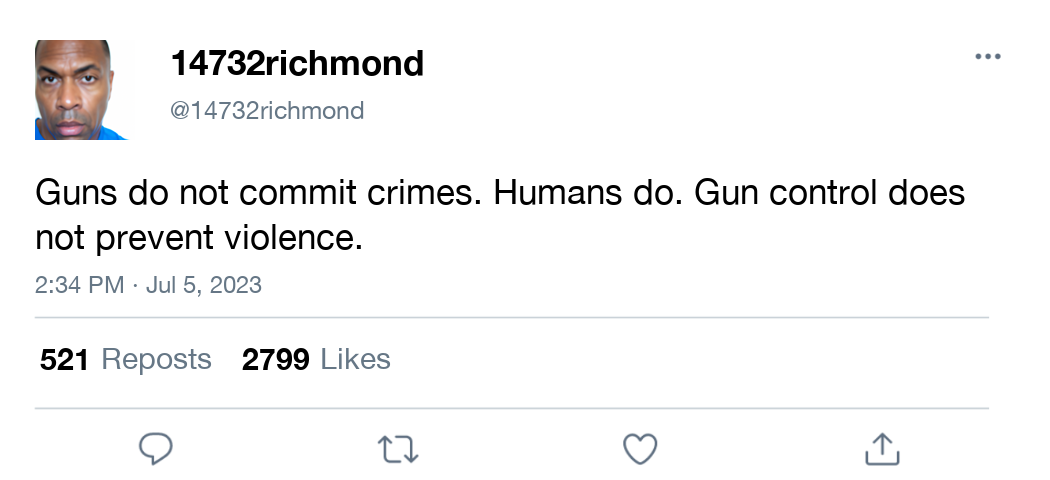 14732richmond
@14732richmond
Guns do not commit crimes. Humans do. Gun control does
not prevent violence.
2:34 PM · Jul 5, 2023
521 Reposts 2799 Likes